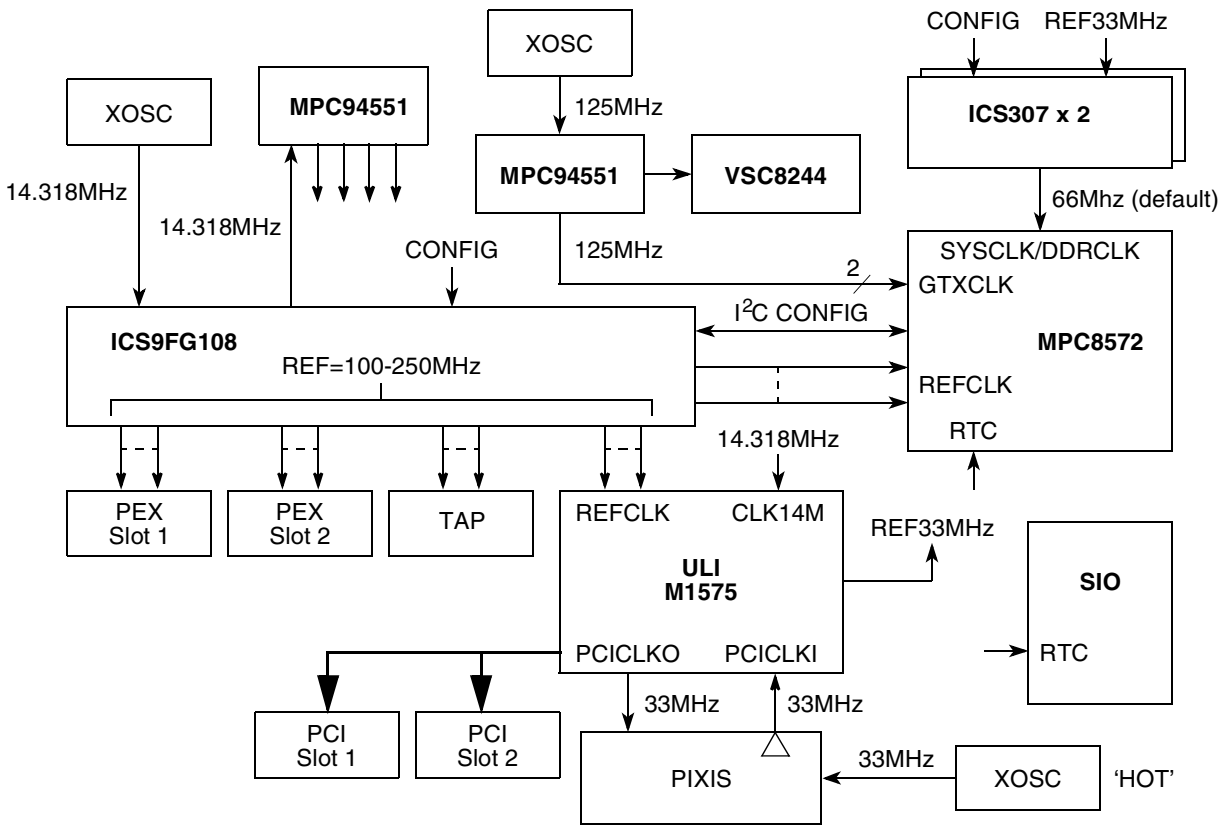 CONFIG
REF33MHz
XOSC
XOSC
MPC94551
ICS307 x 2
125MHz
MPC94551
VSC8244
14.318MHz
14.318MHz
66Mhz (default)
CONFIG
125MHz
2
SYSCLK/DDRCLK
GTXCLK
I²C CONFIG
ICS9FG108
MPC8572
REF=100-250MHz
REFCLK
RTC
14.318MHz
PEX
Slot 1
PEX
Slot 2
TAP
REFCLK
CLK14M
REF33MHz
ULI
M1575
SIO
PCICLKO
PCICLKI
RTC
33MHz
33MHz
PCI
Slot 1
PCI
Slot 2
PIXIS
33MHz
XOSC
‘HOT’